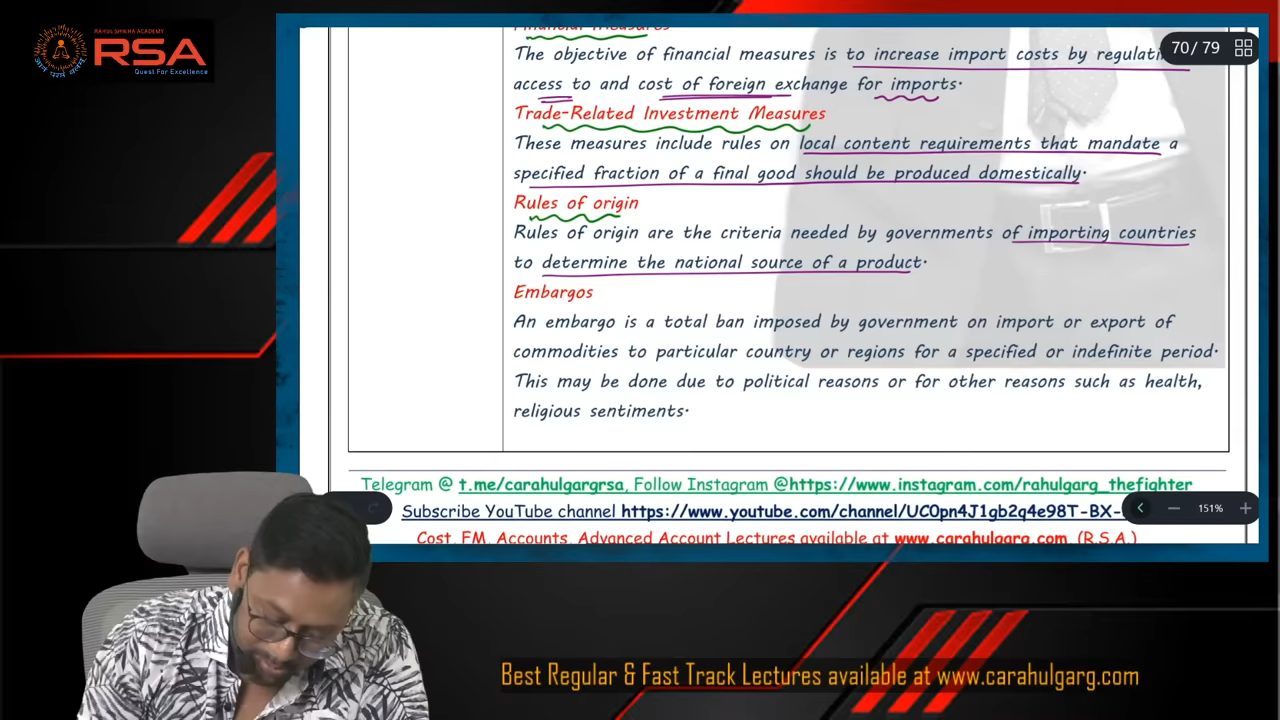 RAHUL SHIKHA ACADEMY
RSA
Quest For Excellence
Financial Measures
70 / 79
The objective of financial measures is to increase import costs by regulati
access to and cost of foreign exchange for imports.
Trade-Related Investment Measures
These measures include rules on local content requirements that mandate a
specified fraction of a final good should be produced domestically.
Rules of origin
Rules of origin are the criteria needed by governments of importing countries
to determine the national source of a product.
Embargos
An embargo is a total ban imposed by government on import or export of
commodities to particular country or regions for a specified or indefinite period.
This may be done due to political reasons or for other reasons such as health,
religious sentiments.
Telegram @ t.me/carahulgargrsa, Follow Instagram @https://www.instagram.com/rahulgarg_thefighter
Subscribe YouTube channel https://www.youtube.com/channel/UC0pn4J1gb2q4e98T-BX-
151%
Cost, FM, Accounts, Advanced Account Lectures available at www.carahulgarg.com, (R.S.A.)
Best Regular & Fast Track Lectures available at www.carahulgarg.com